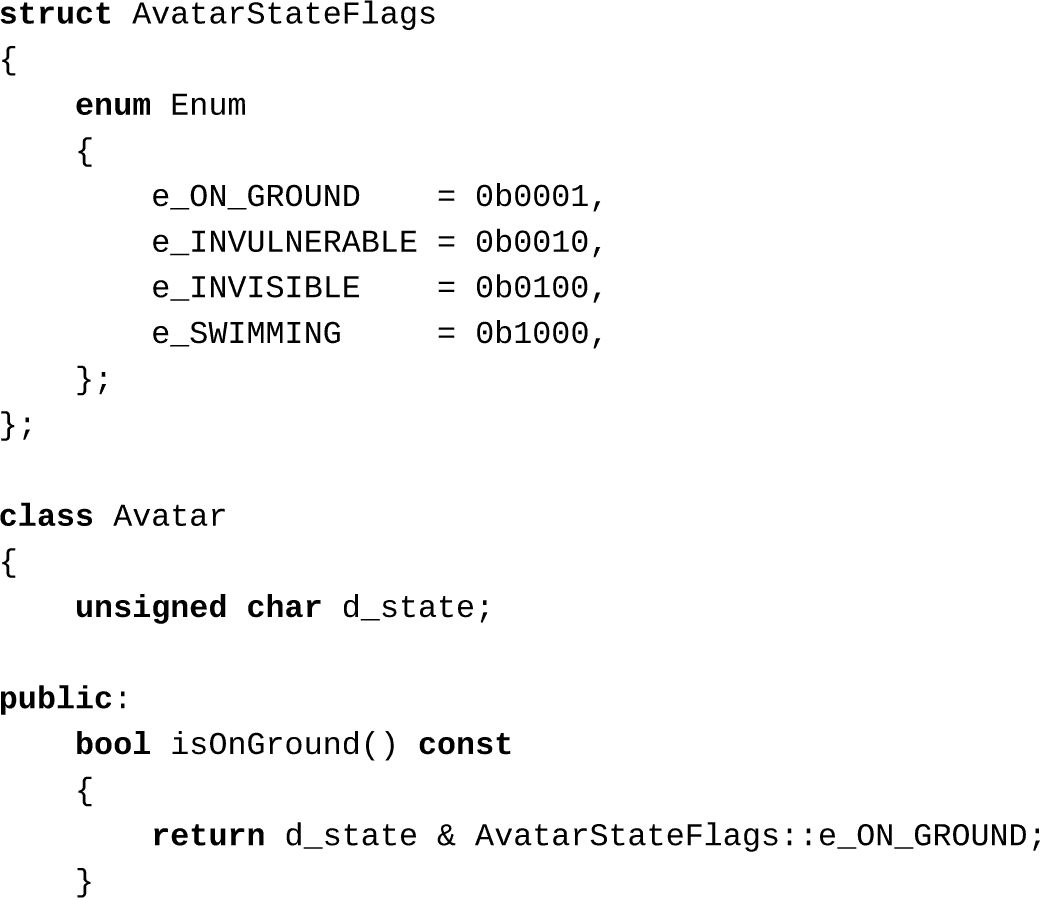 struct AvatarStateFlags
{
    enum Enum
    {
        e_ON_GROUND    = 0b0001,
        e_INVULNERABLE = 0b0010,
        e_INVISIBLE    = 0b0100,
        e_SWIMMING     = 0b1000,
    };
};

class Avatar
{
    unsigned char d_state;

public:
    bool isOnGround() const
    {
        return d_state & AvatarStateFlags::e_ON_GROUND;
    }